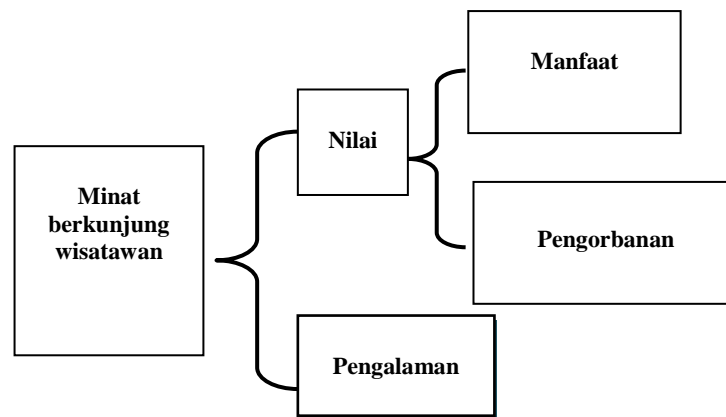 Minat
berkunjung
wisatawan
Nilai
Manfaat
Pengorbanan
Pengalaman